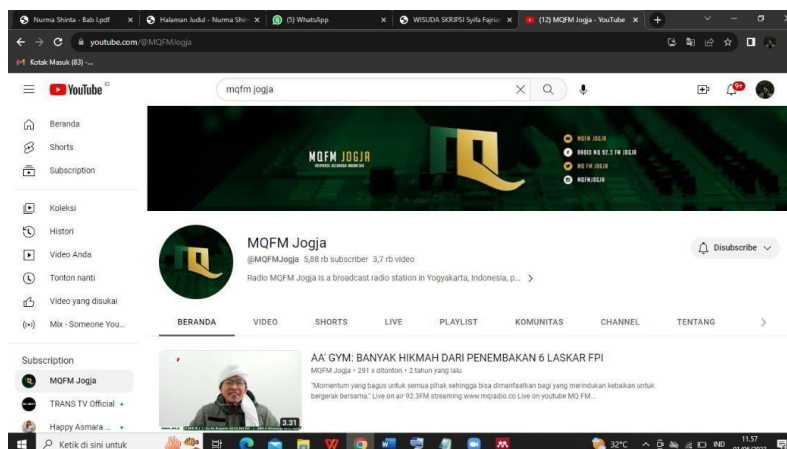 Nurma Shinta - Bab I.pdf
Halaman Judul - Nurma Shin
(5) WhatsApp
WISUDA SKRIPSI Syifa Fajriar
(12) MQFM Jogja - YouTube
youtube.com/@MQFMJogja
Kotak Masuk (83) -...
YouTube ID
mqfm jogja
9+
Beranda
Shorts
Subscription
Koleksi
Histori
Video Anda
Tonton nanti
Video yang disukai
Mix - Someone You...
Subscription
MQFM Jogja
TRANS TV Official
Happy Asmara ...
MQFM JOGJA
MQFM JOGJA
RADIO MQ 92.3 FM JOGJA
MQ FM JOGJA
MQFMJOGJA
MQFM Jogja
@MQFMJogja 5,88 rb subscriber 3,7 rb video
Radio MQFM Jogja is a broadcast radio station in Yogyakarta, Indonesia, p...
Disubscribe
BERANDA VIDEO SHORTS LIVE PLAYLIST KOMUNITAS CHANNEL TENTANG
AA' GYM: BANYAK HIKMAH DARI PENEMBAKAN 6 LASKAR FPI
MQFM Jogja • 291 x ditonton • 2 tahun yang lalu
"Momentum yang bagus untuk semua pihak sehingga bisa dimanfaatkan bagi yang merindukan kebaikan untuk
bergerak bersama." Live on air 92.3FM streaming www.mqradio.co Live on youtube MQ FM...
3.31
Ketik di sini untuk
32°C
IND
11.57